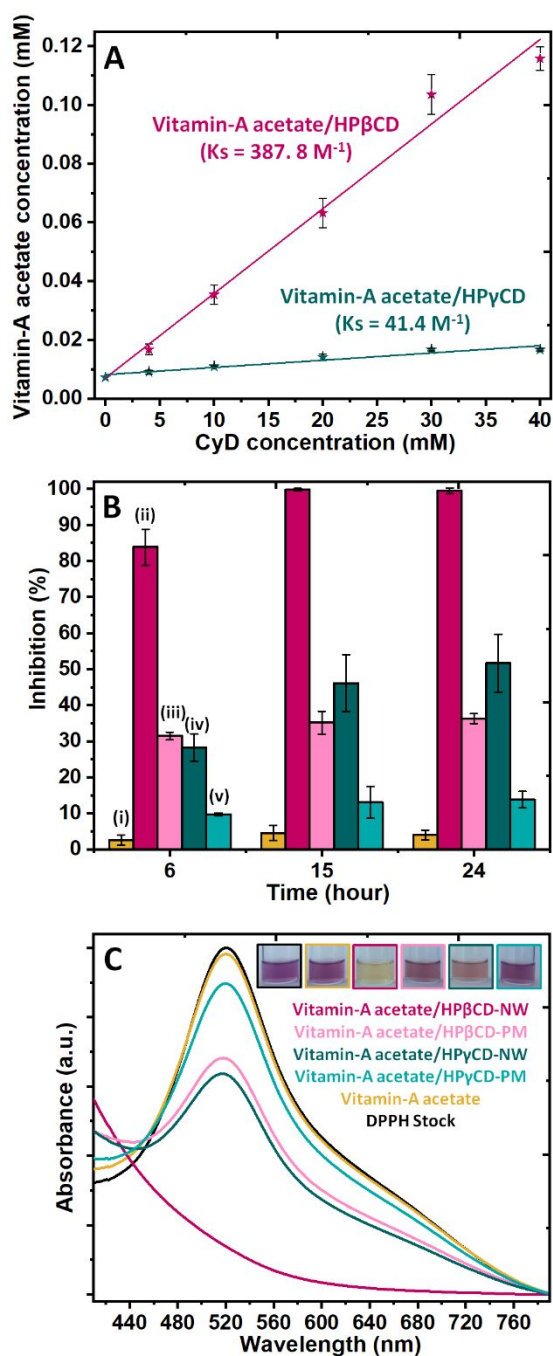 A
Vitamin-A acetate concentration (mM)
0.12
0.10
0.08
0.06
0.04
0.02
0.00
Vitamin-A acetate/HPβCD
(Ks = 387. 8 M⁻¹)
Vitamin-A acetate/HPγCD
(Ks = 41.4 M⁻¹)
0 5 10 15 20 25 30 35 40
CyD concentration (mM)
B
Inhibition (%)
100
90
80
70
60
50
40
30
20
10
0
(i)
(ii)
(iii)
(iv)
(v)
6 15 24
Time (hour)
C
Absorbance (a.u.)
Vitamin-A acetate/HPβCD-NW
Vitamin-A acetate/HPβCD-PM
Vitamin-A acetate/HPγCD-NW
Vitamin-A acetate/HPγCD-PM
Vitamin-A acetate
DPPH Stock
440 480 520 560 600 640 680 720 760
Wavelength (nm)